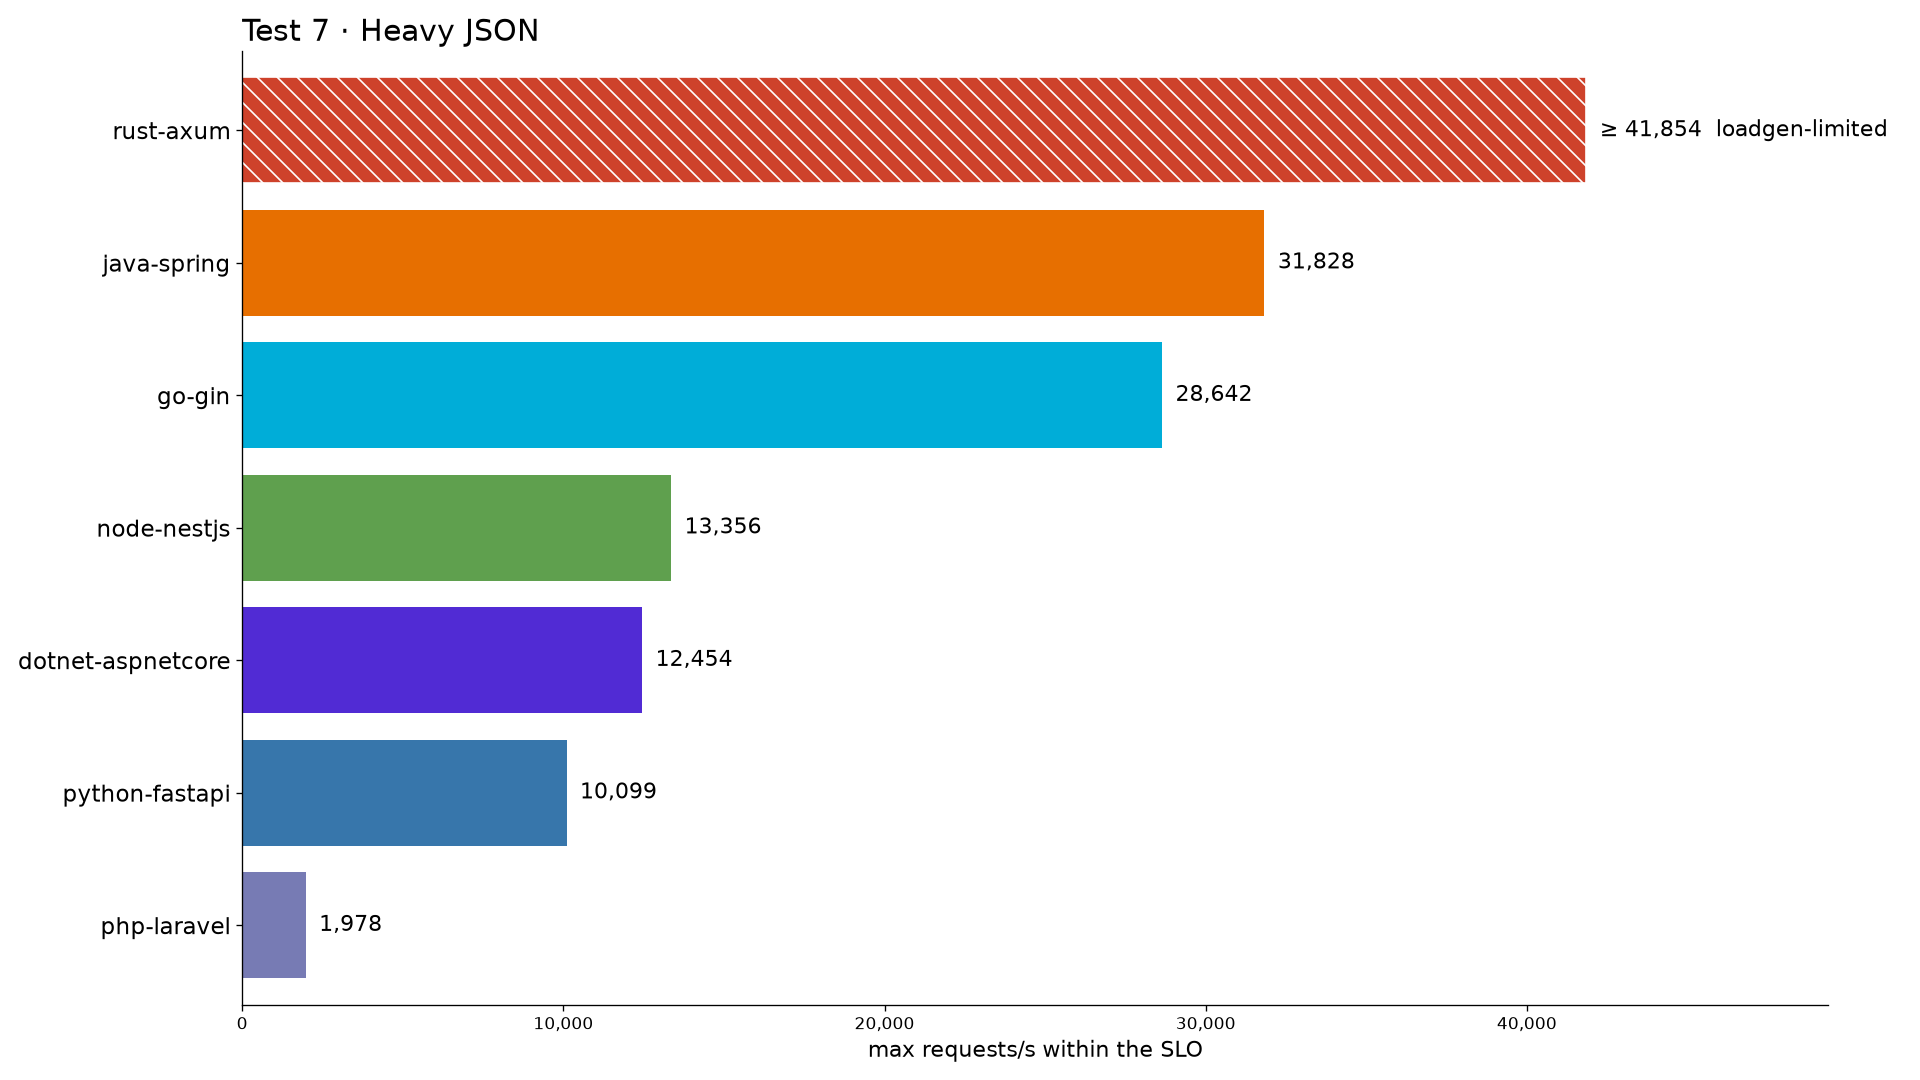 Test 7 · Heavy JSON
rust-axum
≥ 41,854 loadgen-limited
java-spring
31,828
go-gin
28,642
node-nestjs
13,356
dotnet-aspnetcore
12,454
python-fastapi
10,099
php-laravel
1,978
0 10,000 20,000 30,000 40,000
max requests/s within the SLO